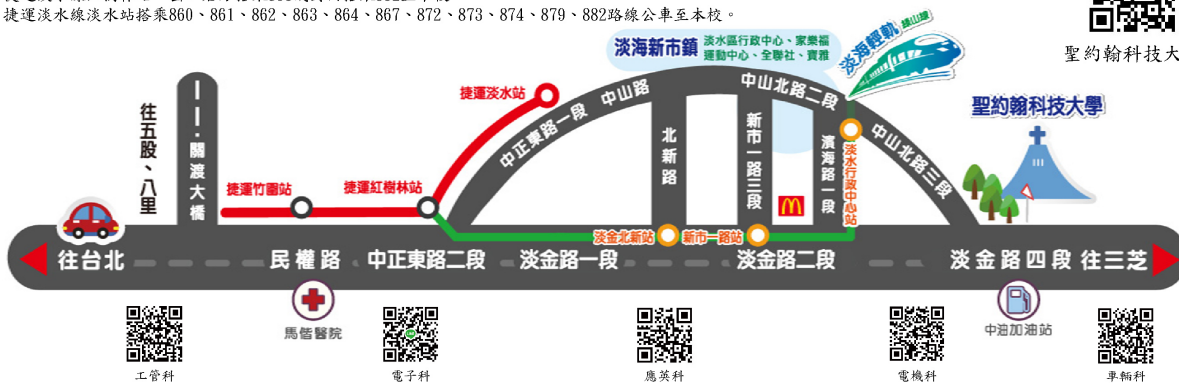 捷運淡水線淡水站搭乘860、861、862、863、864、867、872、873、874、879、882路線公車至本校。
聖約翰科技大
淡海新市鎮
淡水區行政中心、家樂福
運動中心、全聯社、寶雅
淡海輕軌 綠山線
聖約翰科技大學
往五股、八里
關渡大橋
捷運淡水站
捷運竹圍站
捷運紅樹林站
中正東路一段
中山路
中山北路二段
中山北路三段
北新路
新市一路三段
濱海路一段
淡水行政中心站
淡金北新站
新市一路站
往台北
民權路
中正東路二段
淡金路一段
淡金路二段
淡金路四段
往三芝
馬偕醫院
中油加油站
工管科
電子科
應英科
電機科
車輛科